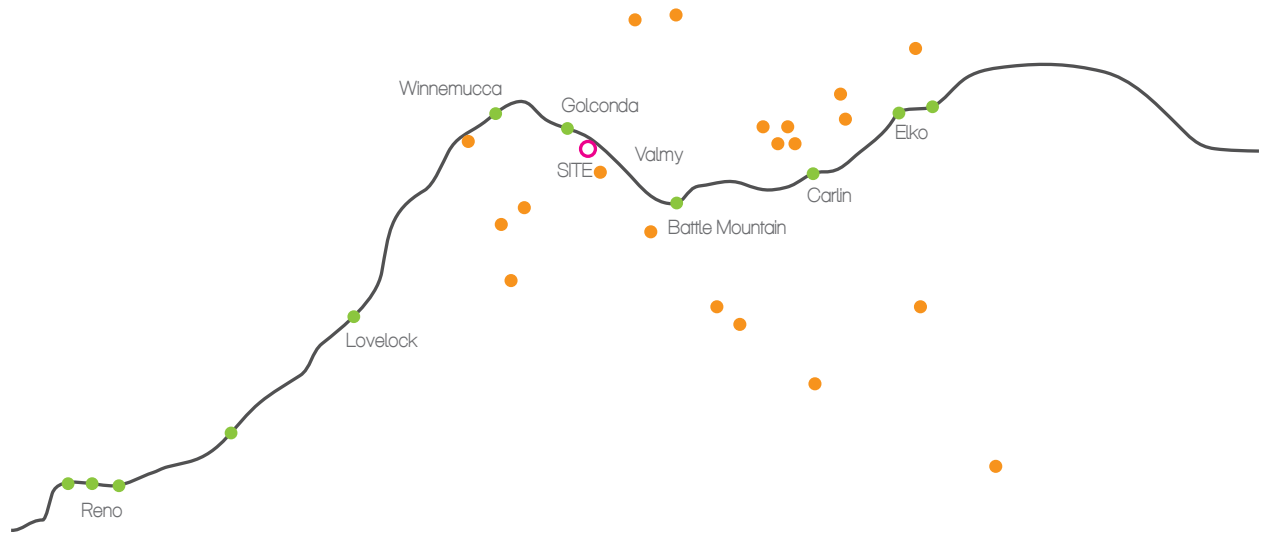 Winnemucca
Golconda
Valmy
SITE
Elko
Carlin
Battle Mountain
Lovelock
Reno